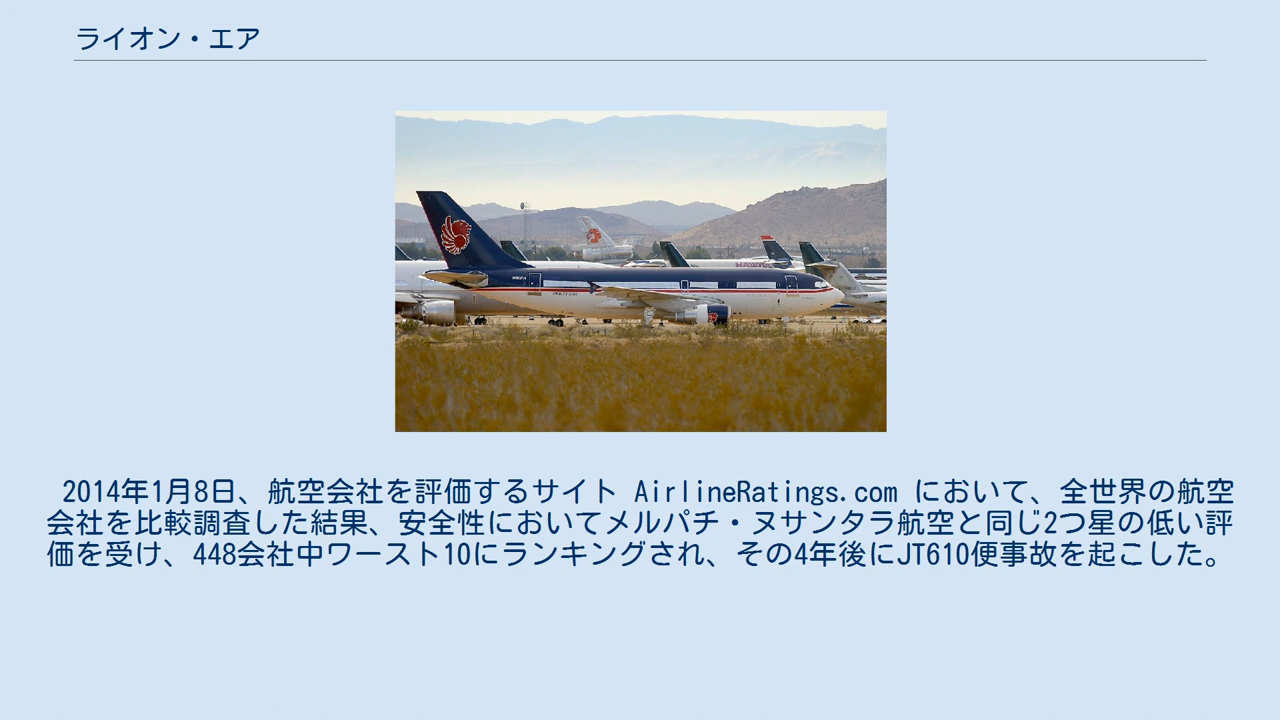 ライオン・エア
2014年1月8日、航空会社を評価するサイト AirlineRatings.com において、全世界の航空
会社を比較調査した結果、安全性においてメルパチ・ヌサンタラ航空と同じ2つ星の低い評
価を受け、448会社中ワースト10にランキングされ、その4年後にJT610便事故を起こした。